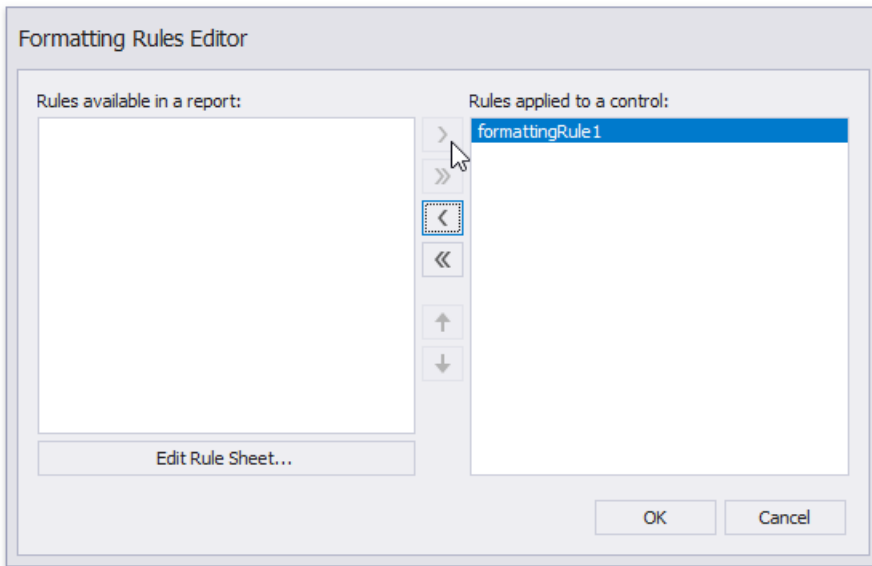 Formatting Rules Editor
Rules available in a report:
Rules applied to a control:
formattingRule1
Edit Rule Sheet...
OK
Cancel